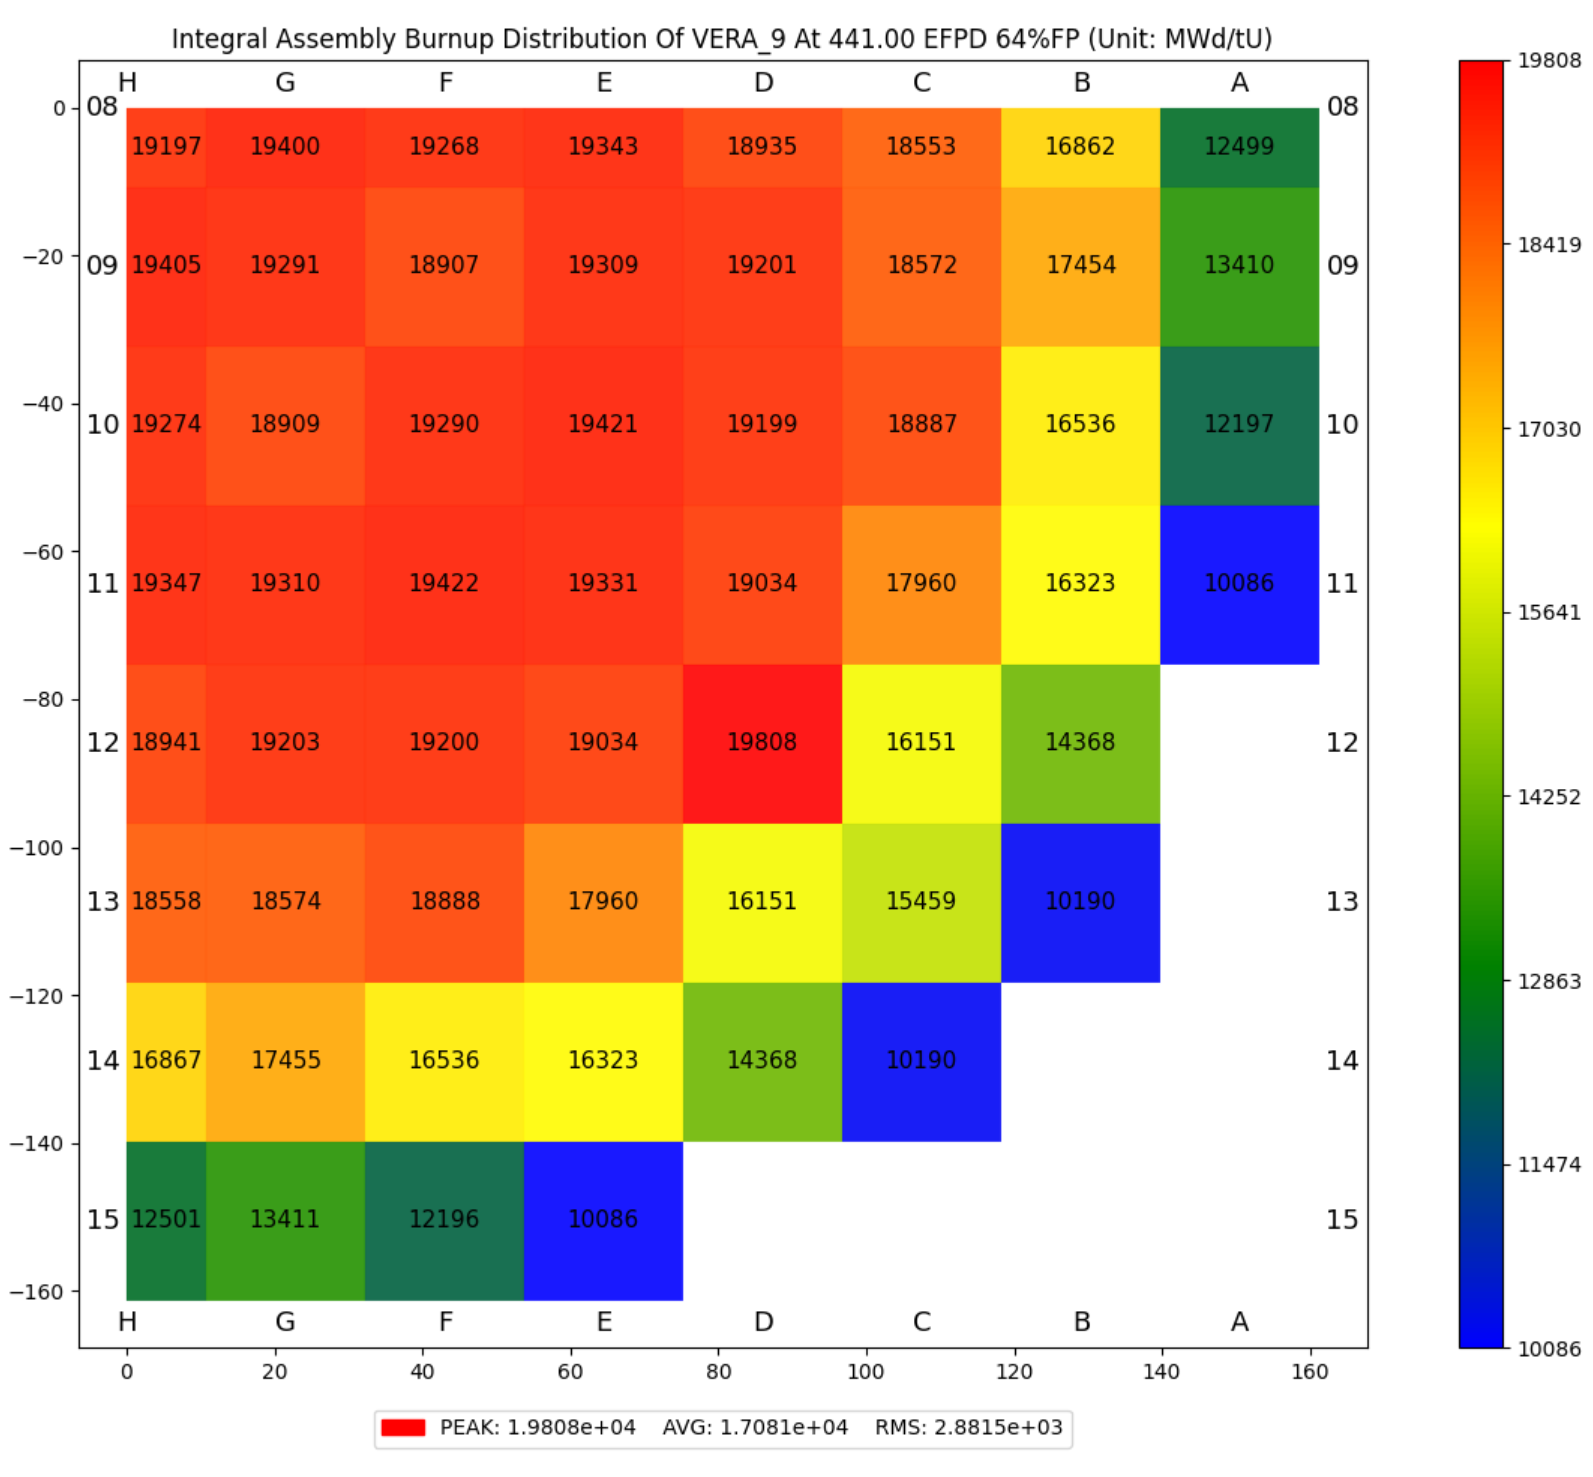 Integral Assembly Burnup Distribution Of VERA_9 At 441.00 EFPD 64%FP (Unit: MWd/tU)
H G F E D C B A
0 08 08
19197 19400 19268 19343 18935 18553 16862 12499
−20 09 19405 19291 18907 19309 19201 18572 17454 13410 09
−40 10 19274 18909 19290 19421 19199 18887 16536 12197 10
−60 11 19347 19310 19422 19331 19034 17960 16323 10086 11
−80 12 18941 19203 19200 19034 19808 16151 14368 12
−100 13 18558 18574 18888 17960 16151 15459 10190 13
−120 14 16867 17455 16536 16323 14368 10190 14
−140 15 12501 13411 12196 10086 15
−160
H G F E D C B A
0 20 40 60 80 100 120 140 160
PEAK: 1.9808e+04 AVG: 1.7081e+04 RMS: 2.8815e+03
19808
18419
17030
15641
14252
12863
11474
10086